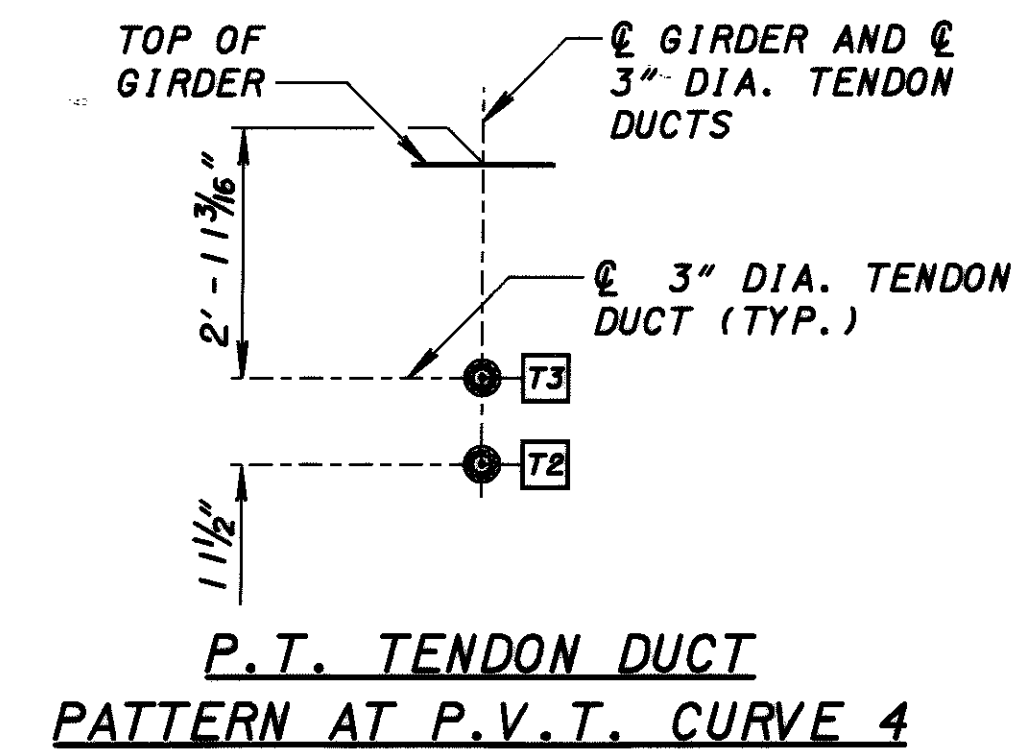 TOP OF
GIRDER
℄ GIRDER AND ℄
3" DIA. TENDON
DUCTS
2' - 11 3/16"
℄ 3" DIA. TENDON
DUCT (TYP.)
T3
T2
11 1/2"
P.T. TENDON DUCT
PATTERN AT P.V.T. CURVE 4